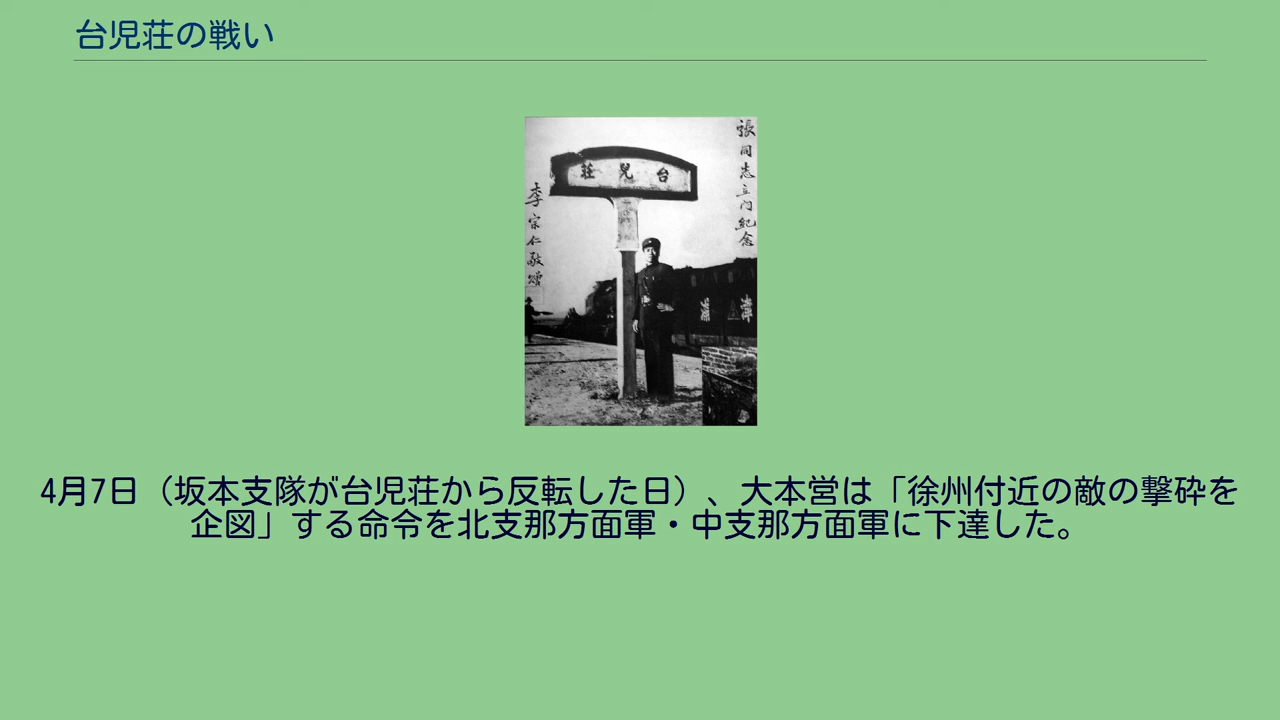 台児荘の戦い
張同志立门紀念
荘兒台
李宗仁敬贈
4月7日（坂本支隊が台児荘から反転した日）、大本営は「徐州付近の敵の撃砕を
企図」する命令を北支那方面軍・中支那方面軍に下達した。